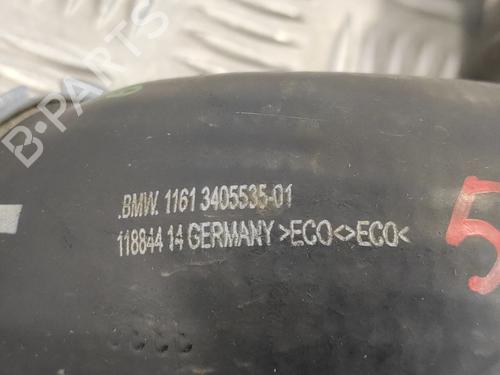 B-PARTS
.BMW. 1161 3405535-01
118844 14 GERMANY >ECO<>ECO<
5